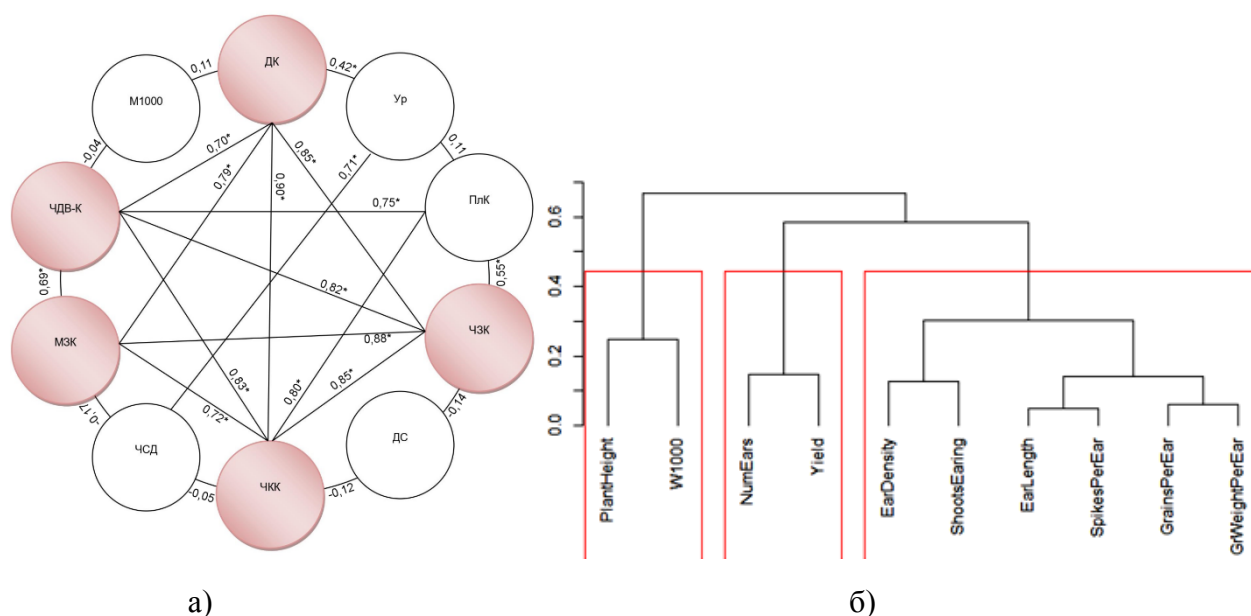 ДК
0,11
0,42*
М1000
Ур
-0,04
0,11
0,70*
0,85*
0,79*
0,71*
0,90*
ЧДВ-К
0,75*
ПлК
0,69*
0,82*
0,55*
МЗК
0,88*
ЧЗК
0,83*
0,80*
0,85*
0,72*
-0,17
-0,14
ЧСД
ДС
-0,05
ЧКК
-0,12
а)
0.6
0.4
0.2
0.0
PlantHeight
W1000
NumEars
Yield
EarDensity
ShootsEaring
EarLength
SpikesPerEar
GrainsPerEar
GrWeightPerEar
б)